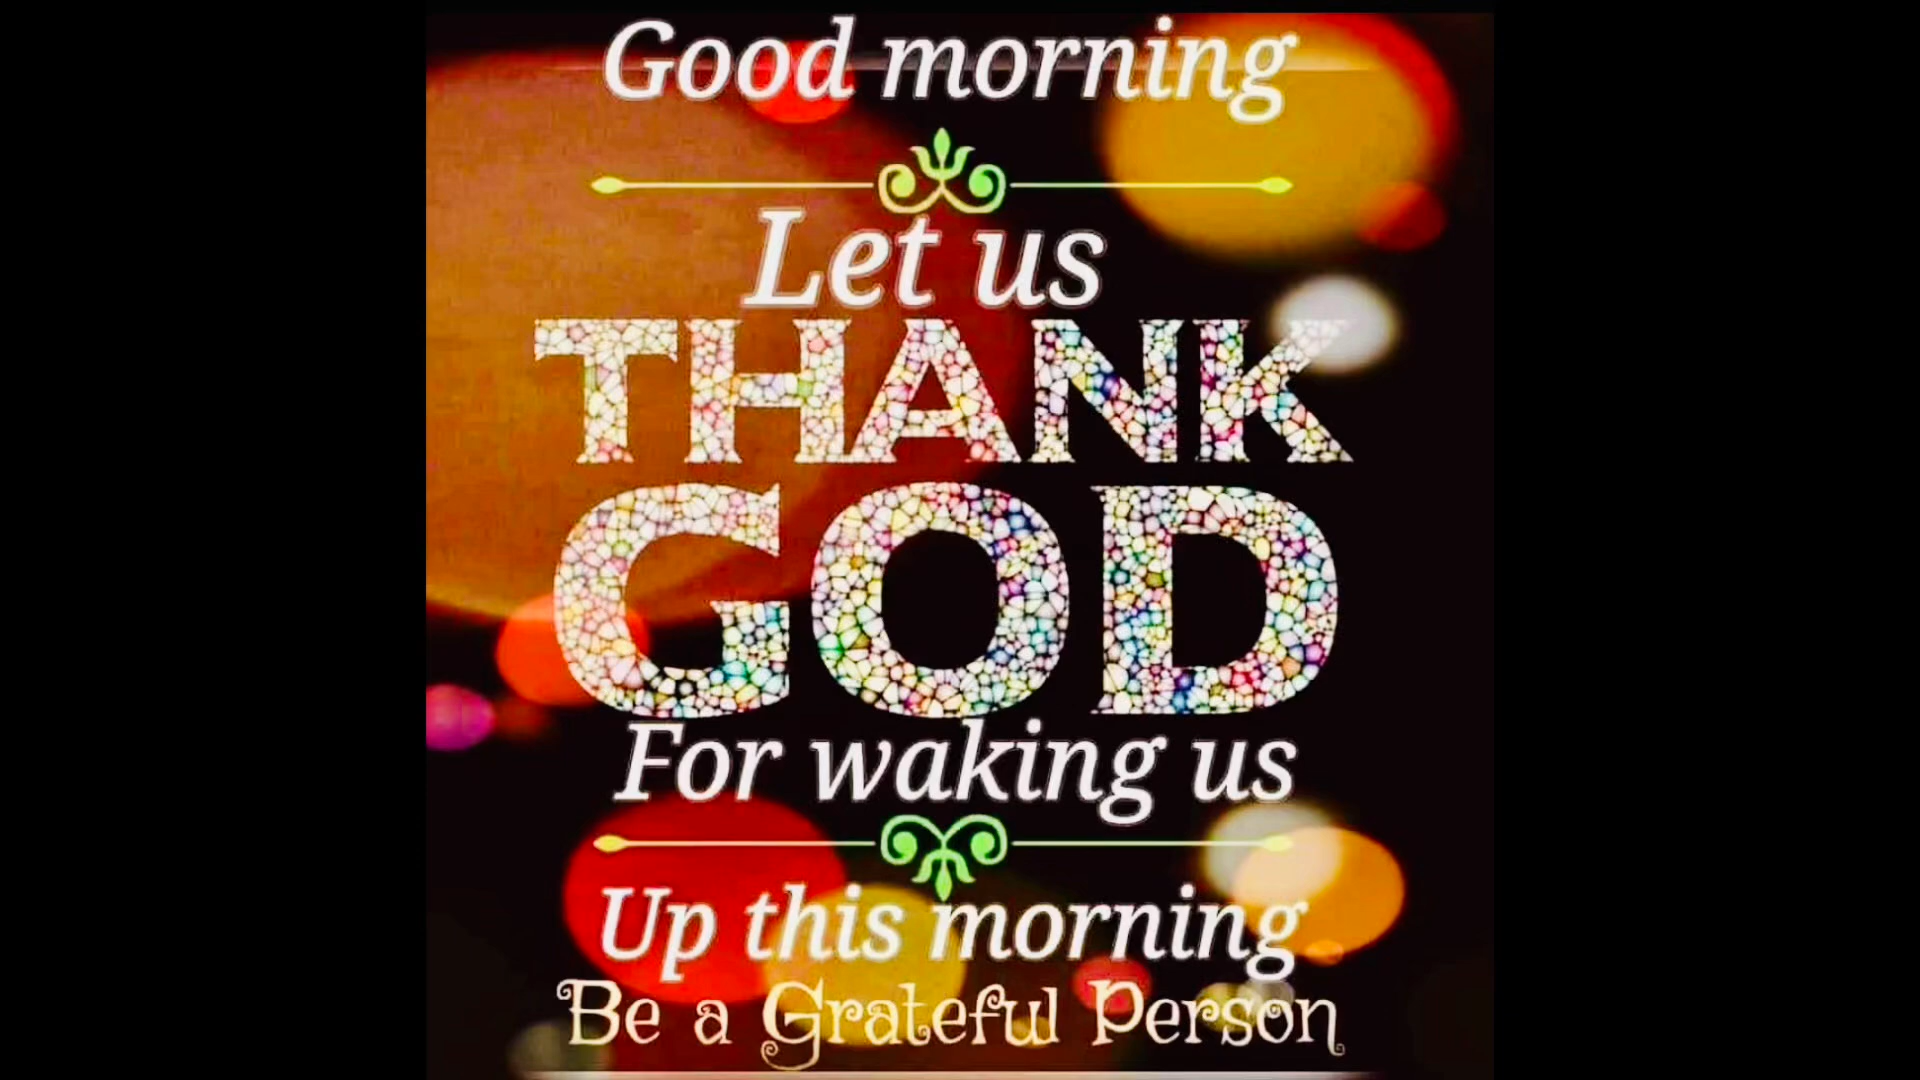 Good morning
Let us
THANK
GOD
For waking us
Up this morning
Be a Grateful Person